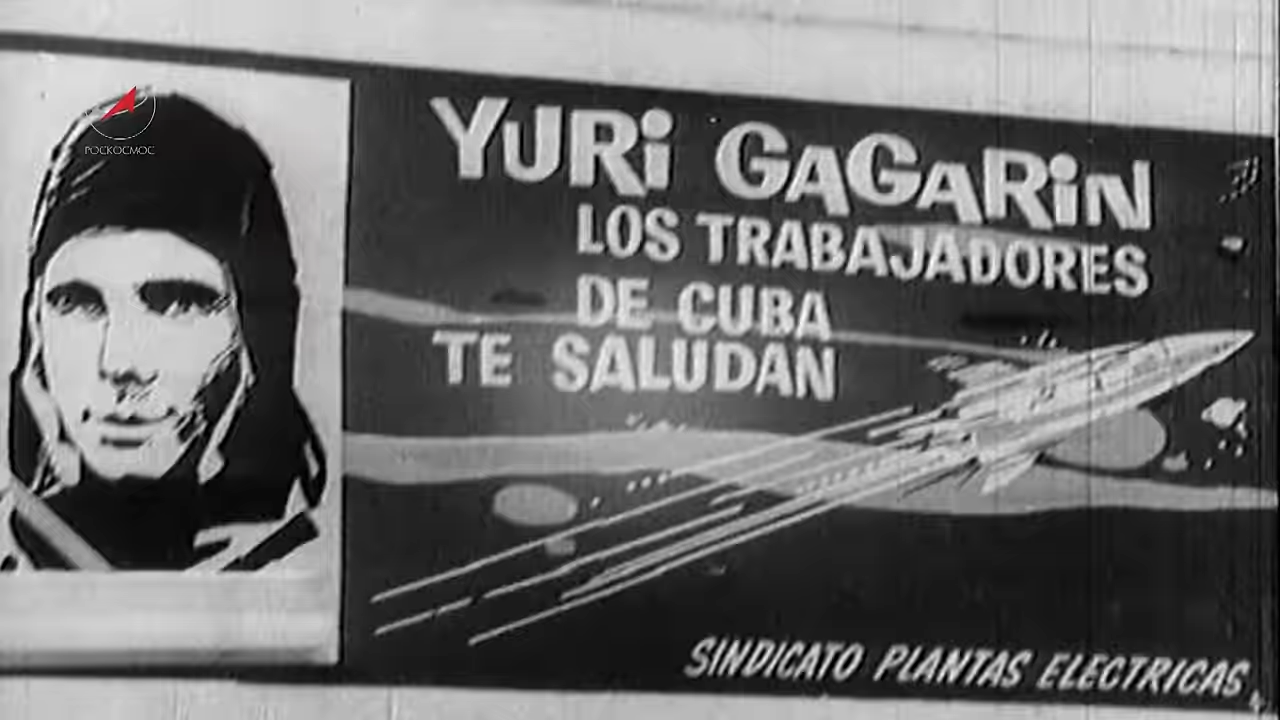 РОСКОСМОС
YURi GAGARiN
LOS TRABAJADORES
DE CUBA
TE SALUDAN
SINDICATO PLANTAS ELECTRICAS